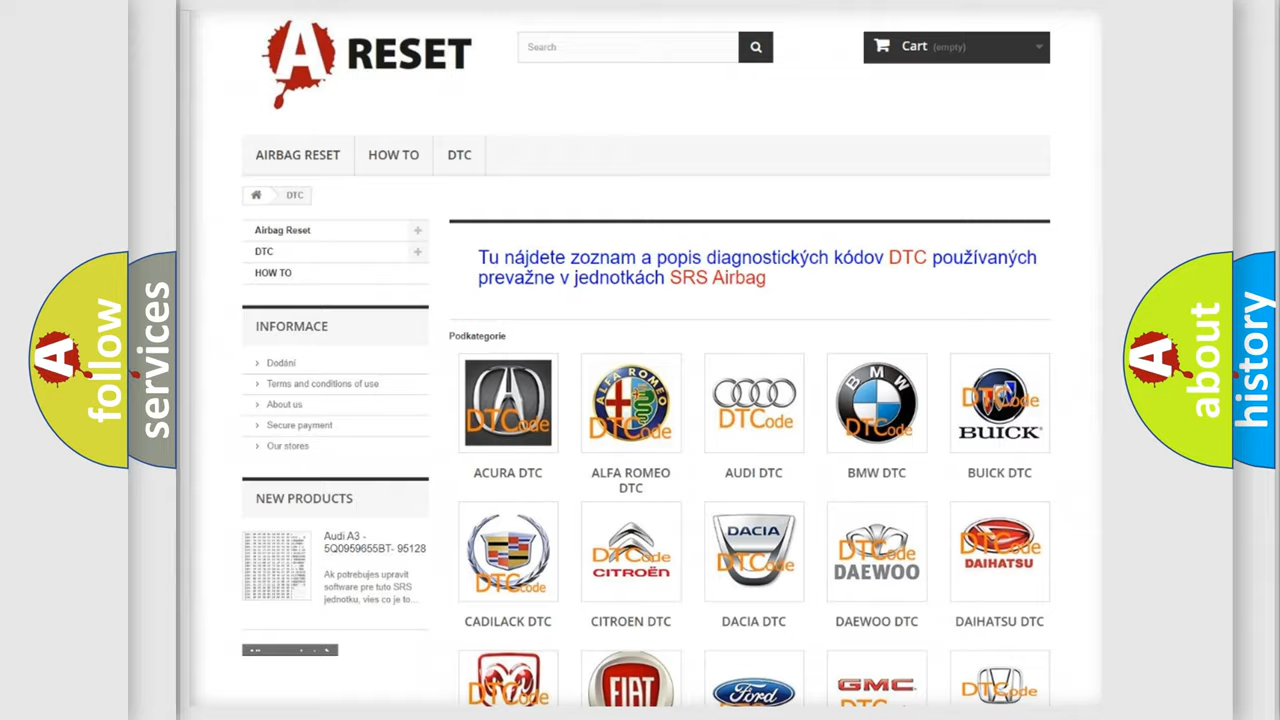 A RESET
Search
Cart (empty)
AIRBAG RESET
HOW TO
DTC
DTC
Airbag Reset
DTC
HOW TO
INFORMACE
Dodání
Terms and conditions of use
About us
Secure payment
Our stores
NEW PRODUCTS
Audi A3 -
5Q0959655BT- 95128
Ak potrebujes upravit
software pre tuto SRS
jednotku, vies co je to...
Tu nájdete zoznam a popis diagnostických kódov DTC používaných
prevažne v jednotkách SRS Airbag
Podkategorie
DTCode
ALFA ROMEO
DTCode
DTCode
BMW
DTCode
DTCode
BUICK
ACURA DTC
ALFA ROMEO
DTC
AUDI DTC
BMW DTC
BUICK DTC
DTCode
DTCode
CITROËN
DACIA
DTCode
DTCode
DAEWOO
DTCode
DAIHATSU
CADILACK DTC
CITROEN DTC
DACIA DTC
DAEWOO DTC
DAIHATSU DTC
DTCode
FIAT
Ford
GMC
DTCode
A follow
services
A about
history